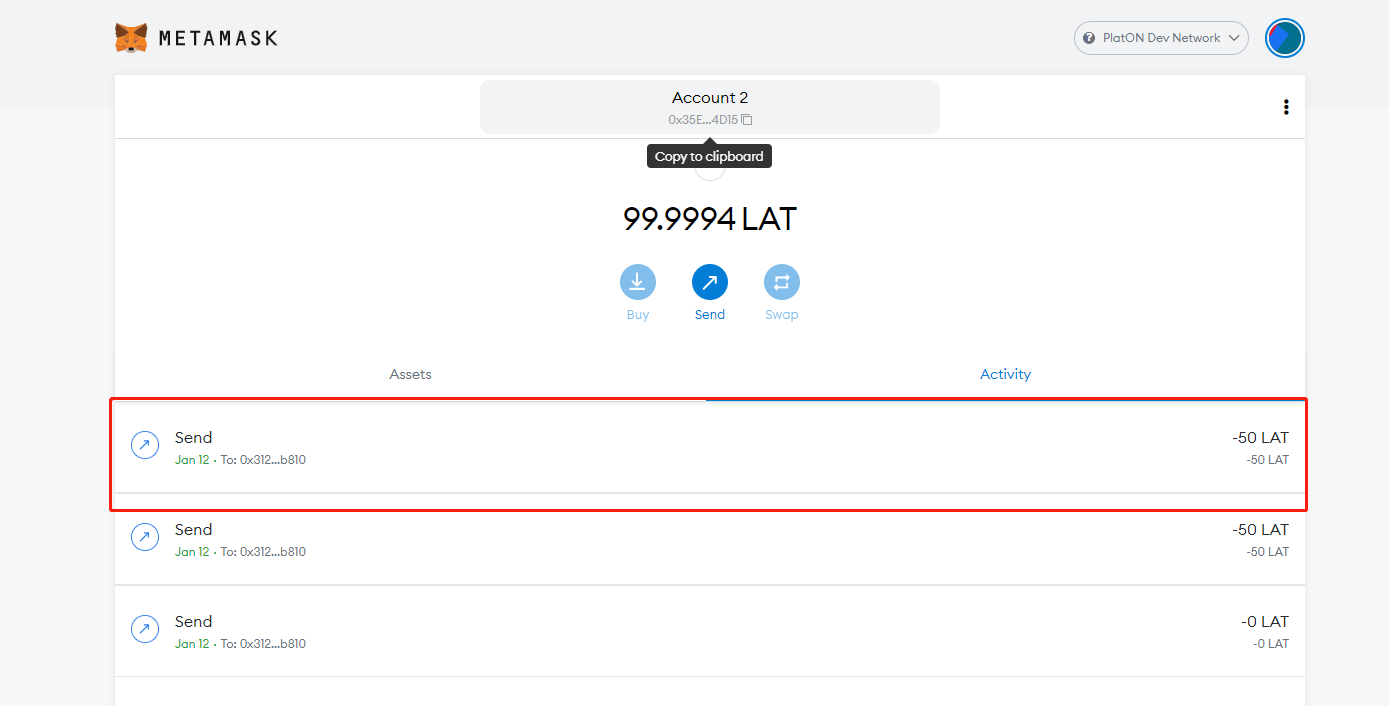 METAMASK
PlatON Dev Network
Account 2
0x35E...4D15
Copy to clipboard
99.9994 LAT
Buy Send Swap
Assets Activity
Send -50 LAT
Jan 12 · To: 0x312...b810 -50 LAT
Send -50 LAT
Jan 12 · To: 0x312...b810 -50 LAT
Send -0 LAT
Jan 12 · To: 0x312...b810 -0 LAT